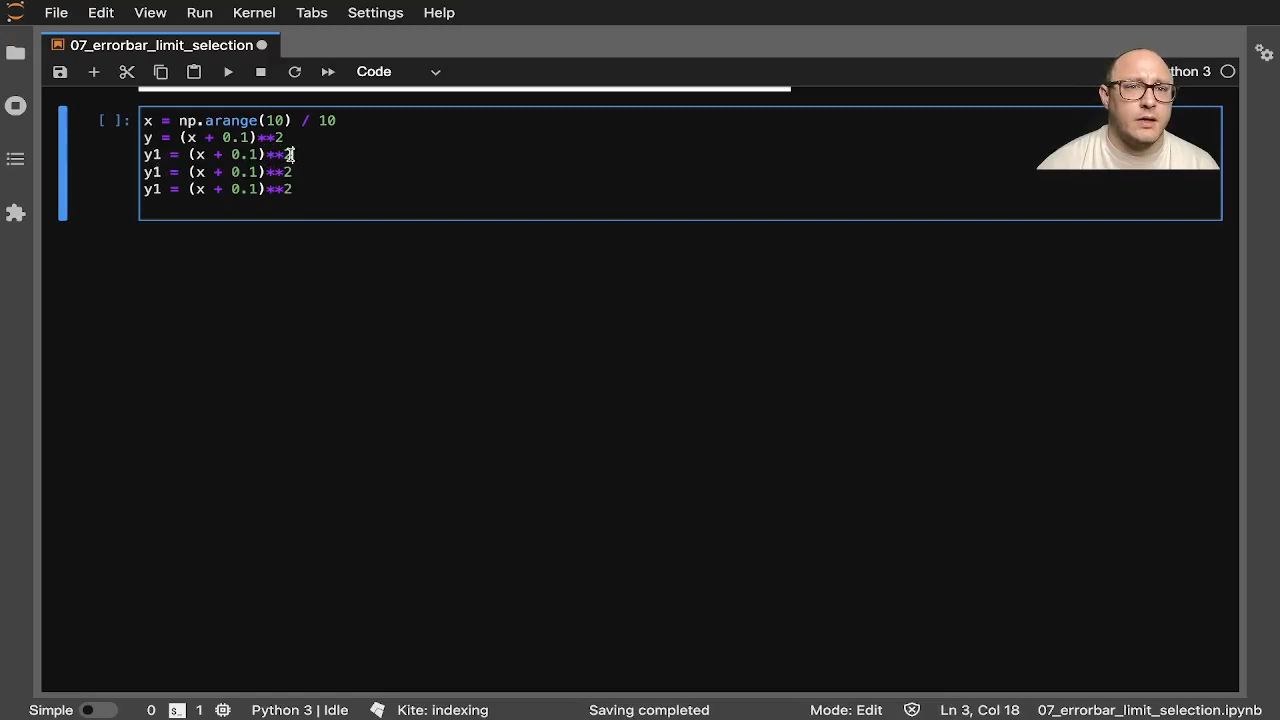 File Edit View Run Kernel Tabs Settings Help
07_errorbar_limit_selection
Code
thon 3
[ ]:
x = np.arange(10) / 10
y = (x + 0.1)**2
y1 = (x + 0.1)**2
y1 = (x + 0.1)**2
y1 = (x + 0.1)**2
Simple 0 1 Python 3 | Idle Kite: indexing Saving completed Mode: Edit Ln 3, Col 18 07_errorbar_limit_selection.ipynb